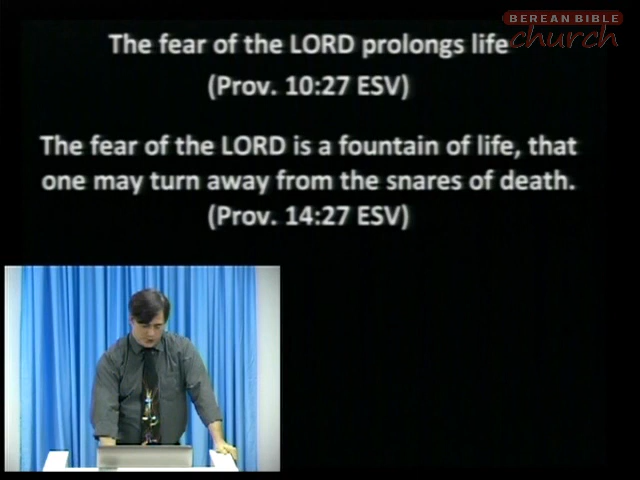 BEREAN BIBLE
church
The fear of the LORD prolongs life
(Prov. 10:27 ESV)
The fear of the LORD is a fountain of life, that
one may turn away from the snares of death.
(Prov. 14:27 ESV)